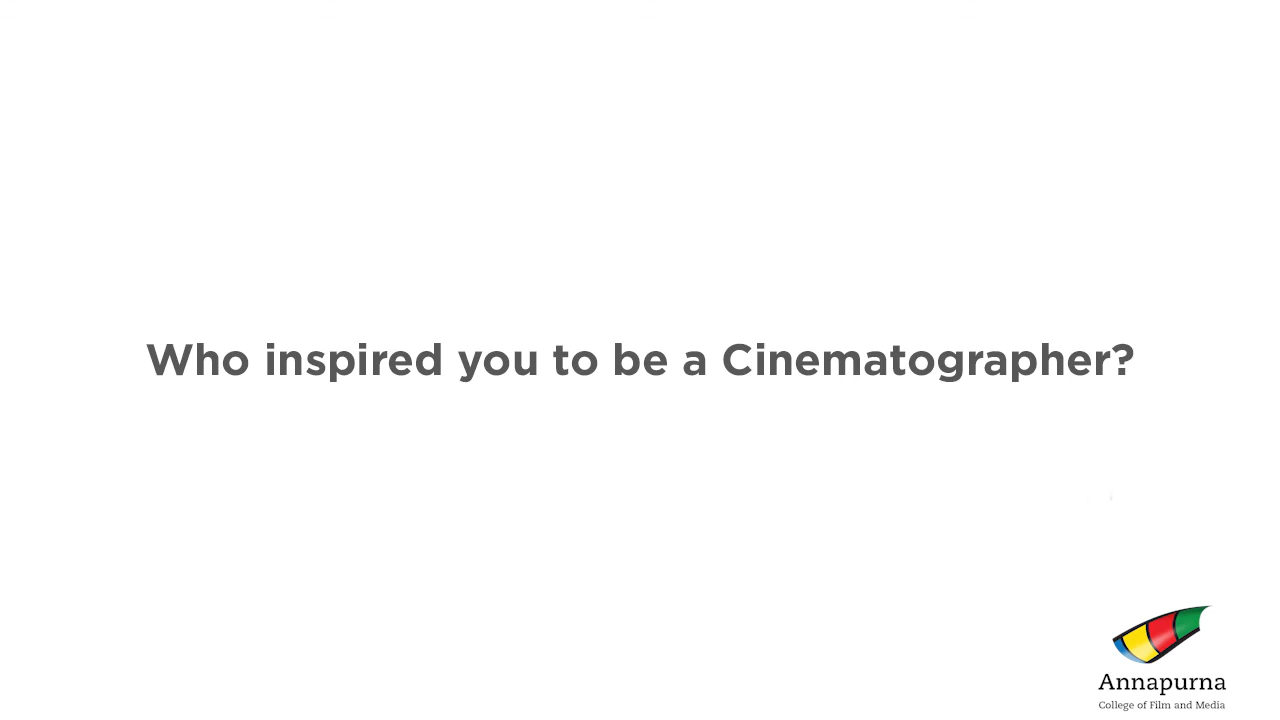 Who inspired you to be a Cinematographer?
Annapurna
College of Film and Media